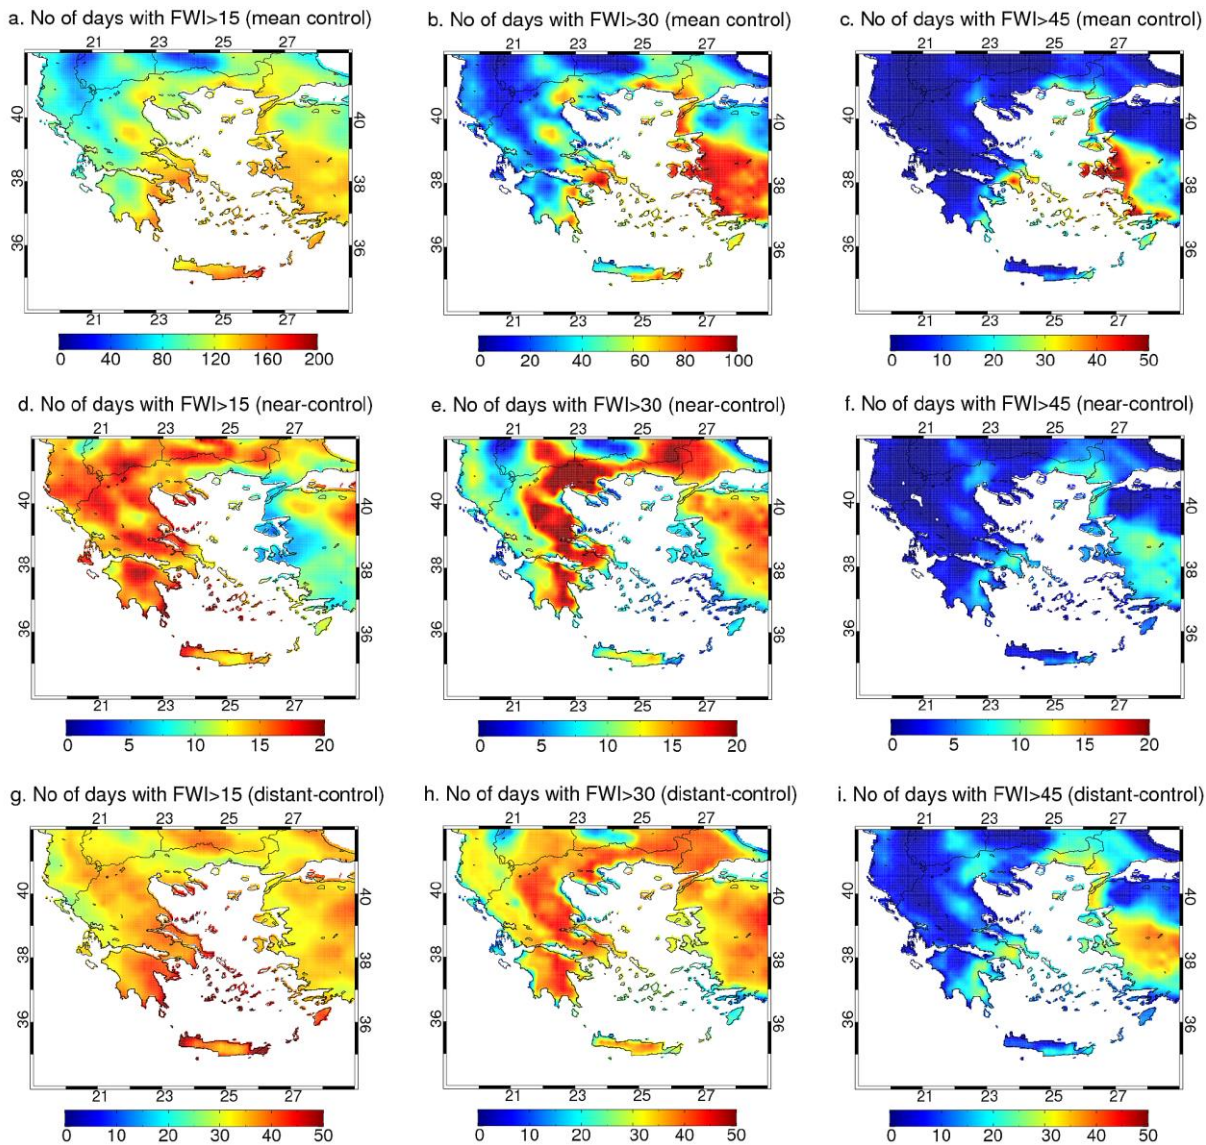 a. No of days with FWI>15 (mean control)
b. No of days with FWI>30 (mean control)
c. No of days with FWI>45 (mean control)
21 23 25 27
21 23 25 27
21 23 25 27
40 38 36
40 38 36
40 38 36
40 38 36
40 38 36
40 38 36
21 23 25 27
21 23 25 27
21 23 25 27
0 40 80 120 160 200
0 20 40 60 80 100
0 10 20 30 40 50
d. No of days with FWI>15 (near-control)
e. No of days with FWI>30 (near-control)
f. No of days with FWI>45 (near-control)
21 23 25 27
21 23 25 27
21 23 25 27
40 38 36
40 38 36
40 38 36
40 38 36
40 38 36
40 38 36
21 23 25 27
21 23 25 27
21 23 25 27
0 5 10 15 20
0 5 10 15 20
0 5 10 15 20
g. No of days with FWI>15 (distant-control)
h. No of days with FWI>30 (distant-control)
i. No of days with FWI>45 (distant-control)
21 23 25 27
21 23 25 27
21 23 25 27
40 38 36
40 38 36
40 38 36
40 38 36
40 38 36
40 38 36
21 23 25 27
21 23 25 27
21 23 25 27
0 10 20 30 40 50
0 10 20 30 40 50
0 10 20 30 40 50